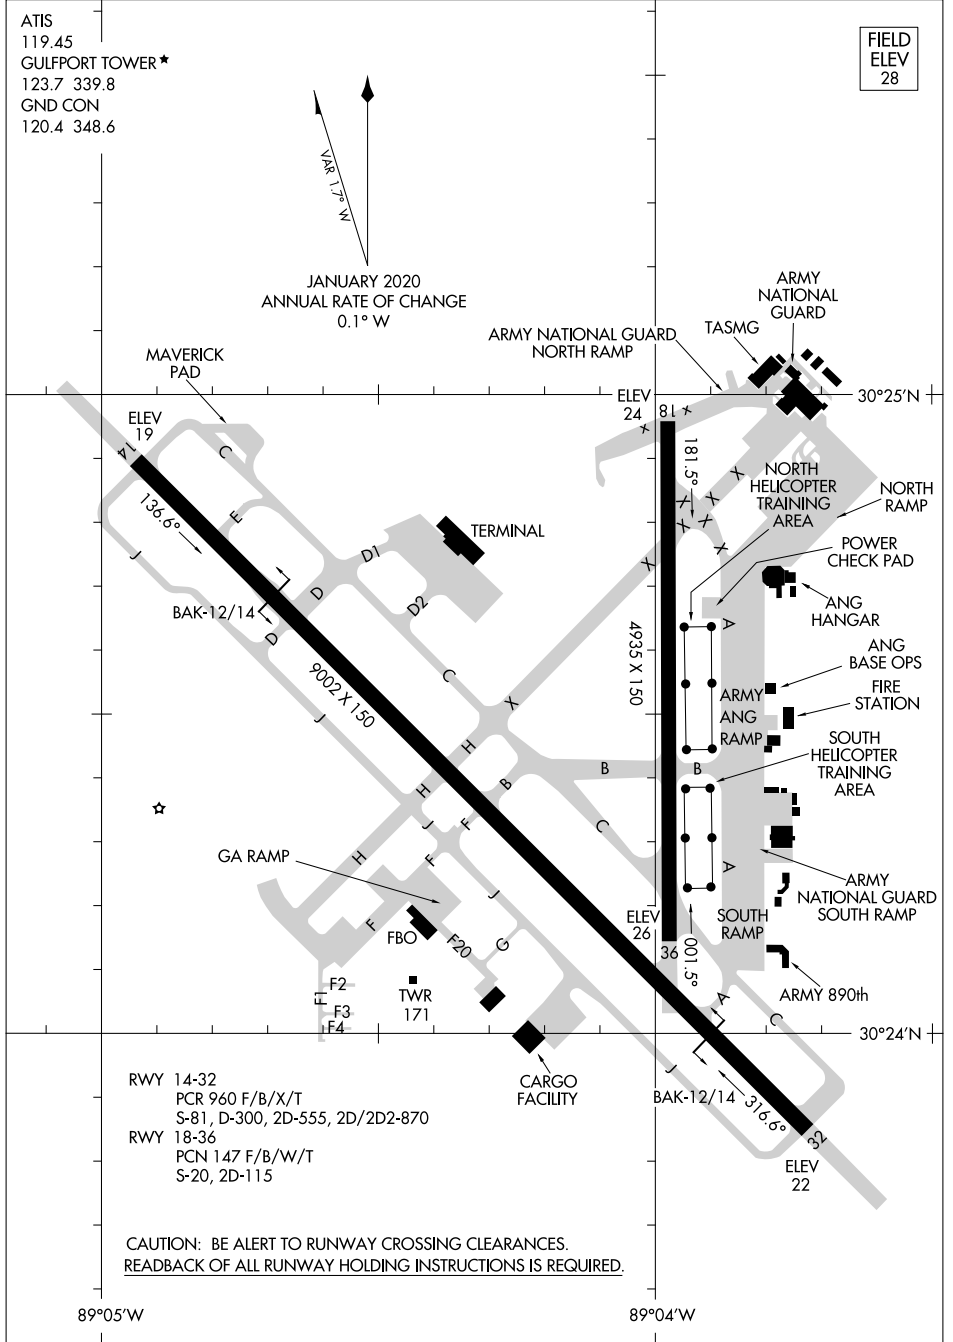 ATIS
119.45
GULFPORT TOWER
123.7 339.8
GND CON
120.4 348.6
FIELD
ELEV
28
VAR 1.7° W
JANUARY 2020
ANNUAL RATE OF CHANGE
0.1° W
ARMY
NATIONAL
GUARD
TASMG
ARMY NATIONAL GUARD
NORTH RAMP
MAVERICK
PAD
30°25'N
ELEV
24
18
X
X
ELEV
19
14
C
181.5°
X
X
X
X
X
X
X
X
NORTH
HELICOPTER
TRAINING
AREA
NORTH
RAMP
136.6°
E
J
TERMINAL
D1
POWER
CHECK PAD
BAK-12/14
D
D2
D
ANG
HANGAR
A
4935 X 150
ANG
BASE OPS
9002 X 150
C
J
X
ARMY
ANG
RAMP
FIRE
STATION
H
B
B
SOUTH
HELICOPTER
TRAINING
AREA
H
B
J
F
C
H
F
GA RAMP
J
A
ARMY
NATIONAL GUARD
SOUTH RAMP
F
FBO
F20
G
ELEV
26
36
001.5°
SOUTH
RAMP
F1
F2
F3
F4
TWR
171
A
C
ARMY 890th
30°24'N
CARGO
FACILITY
J
BAK-12/14
316.6°
32
ELEV
22
RWY 14-32
PCR 960 F/B/X/T
S-81, D-300, 2D-555, 2D/2D2-870
RWY 18-36
PCN 147 F/B/W/T
S-20, 2D-115
CAUTION: BE ALERT TO RUNWAY CROSSING CLEARANCES.
READBACK OF ALL RUNWAY HOLDING INSTRUCTIONS IS REQUIRED.
89°05'W
89°04'W